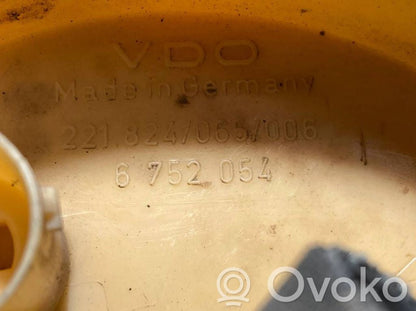 VDO
Made in Germany
221.824/065/006
6 752 054
Ovoko